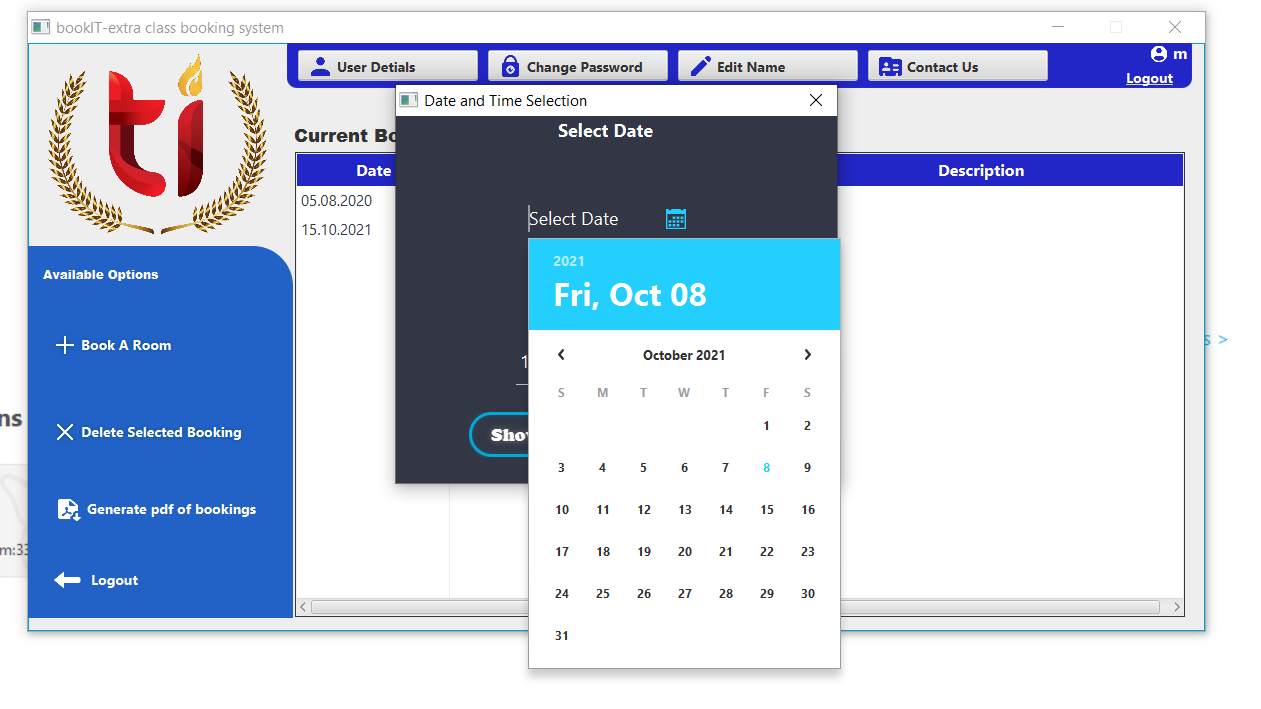 bookIT-extra class booking system
User Detials
Change Password
Edit Name
Contact Us
m
Logout
ti
Date and Time Selection
Select Date
Current Bo
Date
Description
05.08.2020
15.10.2021
Select Date
Available Options
Book A Room
Delete Selected Booking
Generate pdf of bookings
Logout
1
Sho
2021
Fri, Oct 08
October 2021
S M T W T F S
1 2
3 4 5 6 7 8 9
10 11 12 13 14 15 16
17 18 19 20 21 22 23
24 25 26 27 28 29 30
31
s >
ns
m:33